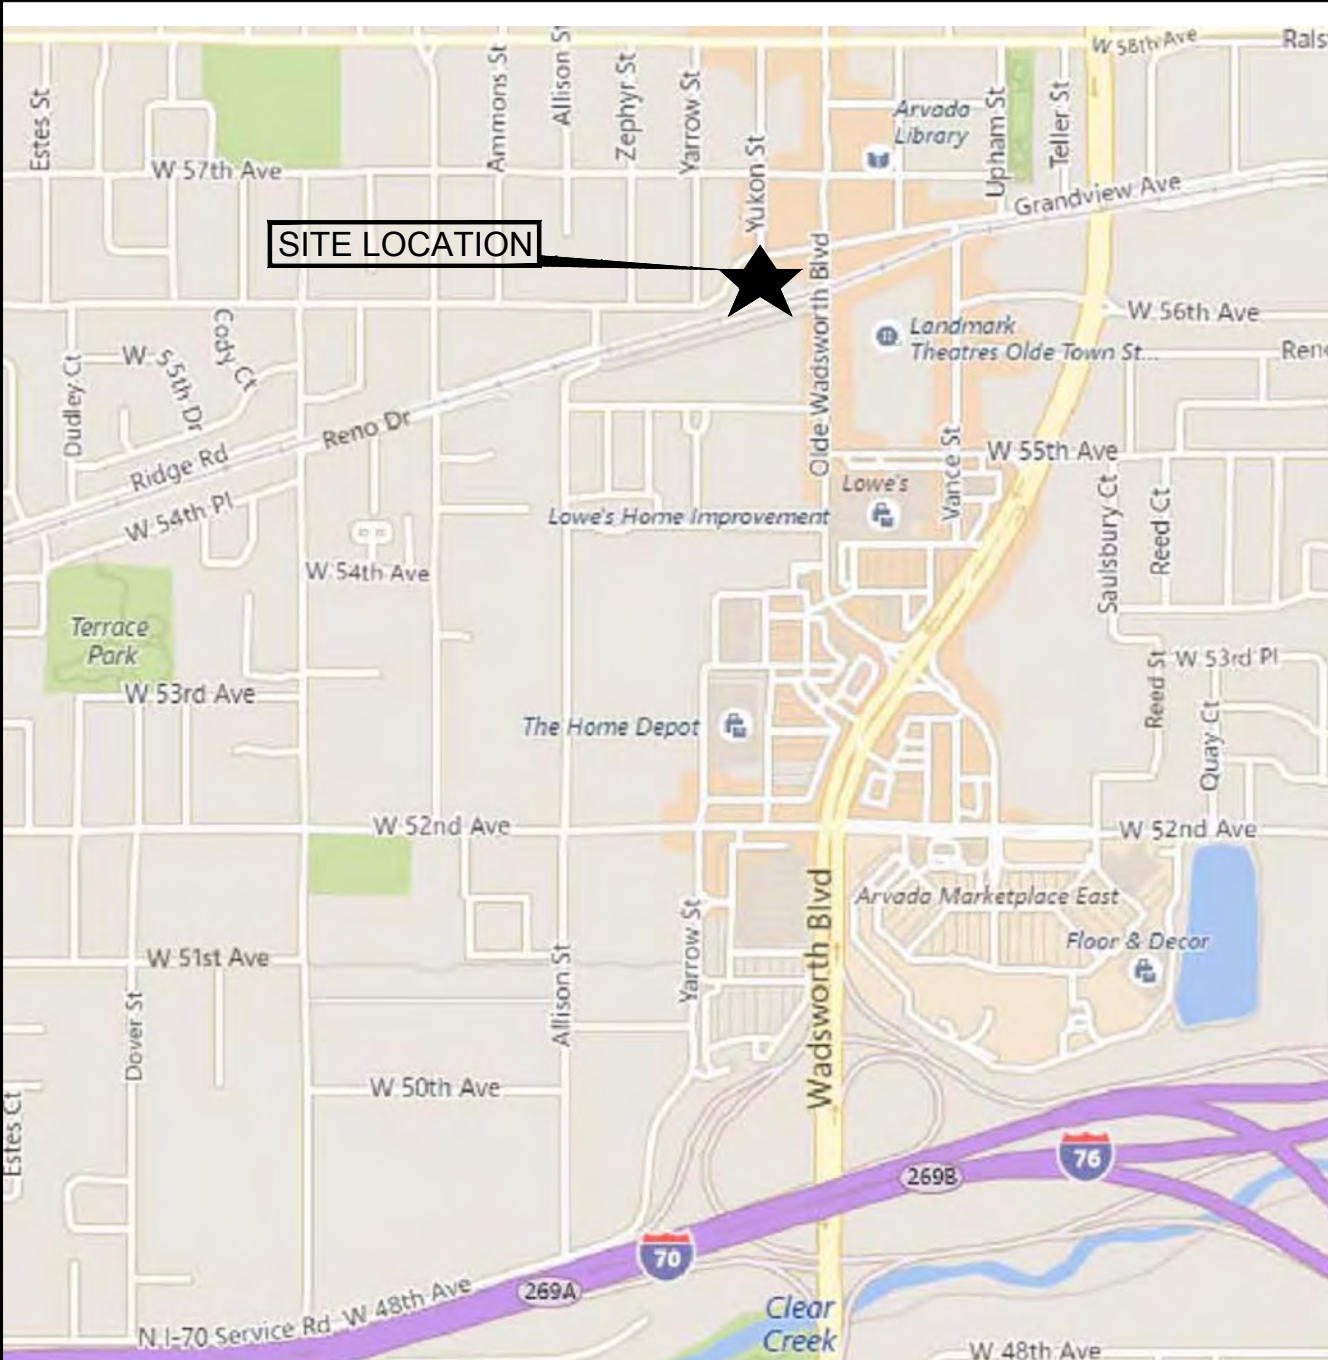 W 58th Ave
Estes St
Ammons St
Allison St
Zephyr St
Yarrow St
Yukon St
Arvada
Library
Upham St
Teller St
W 57th Ave
Grandview Ave
SITE LOCATION
Olde Wadsworth Blvd
W 56th Ave
Landmark
Theatres Olde Town St...
Cody Ct
W 55th Dr
Dudley Ct
Reno Dr
Ridge Rd
W 54th Pl
W 55th Ave
Vance St
Lowe's
Lowe's Home Improvement
Saulsbury Ct
Reed Ct
W 54th Ave
Terrace
Park
W 53rd Ave
Reed St
W 53rd Pl
Quay Ct
The Home Depot
W 52nd Ave
W 52nd Ave
Arvada Marketplace East
Floor & Decor
Wadsworth Blvd
Yarrow St
Allison St
W 51st Ave
Dover St
W 50th Ave
Estes Ct
76
269B
70
269A
N I-70 Service Rd
W 48th Ave
Clear
Creek
W 48th Ave